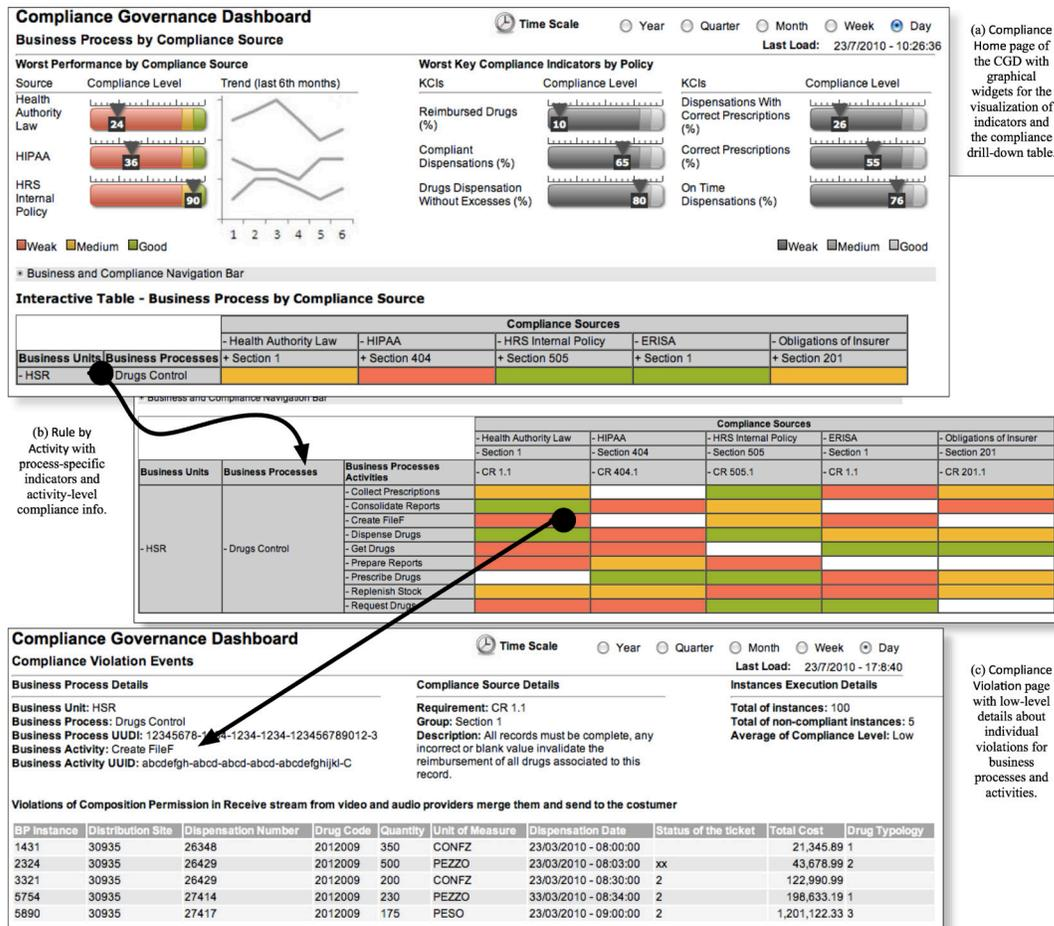 Compliance Governance Dashboard
Time Scale Year Quarter Month Week Day
Business Process by Compliance Source
Last Load: 23/7/2010 - 10:26:36
Worst Performance by Compliance Source
Source Compliance Level Trend (last 6th months)
Health
Authority
Law
24
HIPAA
36
HRS
Internal
Policy
90
1 2 3 4 5 6
Weak Medium Good
Worst Key Compliance Indicators by Policy
KCIs Compliance Level KCIs Compliance Level
Reimbursed Drugs
(%)
10
Dispensations With
Correct Prescriptions
(%)
26
Compliant
Dispensations (%)
65
Correct Prescriptions
(%)
55
Drugs Dispensation
Without Excesses (%)
80
On Time
Dispensations (%)
76
Weak Medium Good
Business and Compliance Navigation Bar
Interactive Table - Business Process by Compliance Source
Compliance Sources
- Health Authority Law - HIPAA - HRS Internal Policy - ERISA - Obligations of Insurer
Business Units Business Processes + Section 1 + Section 404 + Section 505 + Section 1 + Section 201
- HSR Drugs Control
(a) Compliance
Home page of
the CGD with
graphical
widgets for the
visualization of
indicators and
the compliance
drill-down table.
Business and Compliance Navigation Bar
(b) Rule by
Activity with
process-specific
indicators and
activity-level
compliance info.
Compliance Sources
- Health Authority Law - HIPAA - HRS Internal Policy - ERISA - Obligations of Insurer
- Section 1 - Section 404 - Section 505 - Section 1 - Section 201
Business Units Business Processes Business Processes Activities - CR 1.1 - CR 404.1 - CR 505.1 - CR 1.1 - CR 201.1
- HSR - Drugs Control
- Collect Prescriptions
- Consolidate Reports
- Create FileF
- Dispense Drugs
- Get Drugs
- Prepare Reports
- Prescribe Drugs
- Replenish Stock
- Request Drugs
Compliance Governance Dashboard
Time Scale Year Quarter Month Week Day
Compliance Violation Events
Last Load: 23/7/2010 - 17:8:40
Business Process Details
Business Unit: HSR
Business Process: Drugs Control
Business Process UUDI: 12345678-1234-1234-1234-123456789012-3
Business Activity: Create FileF
Business Activity UUID: abcdefgh-abcd-abcd-abcd-abcdefghijkl-C
Compliance Source Details
Requirement: CR 1.1
Group: Section 1
Description: All records must be complete, any
incorrect or blank value invalidate the
reimbursement of all drugs associated to this
record.
Instances Execution Details
Total of instances: 100
Total of non-compliant instances: 5
Average of Compliance Level: Low
(c) Compliance
Violation page
with low-level
details about
individual
violations for
business
processes and
activities.
Violations of Composition Permission in Receive stream from video and audio providers merge them and send to the costumer
BP Instance Distribution Site Dispensation Number Drug Code Quantity Unit of Measure Dispensation Date Status of the ticket Total Cost Drug Typology
1431 30935 26348 2012009 350 CONFZ 23/03/2010 - 08:00:00 21,345.89 1
2324 30935 26429 2012009 500 PEZZO 23/03/2010 - 08:03:00 xx 43,678.99 2
3321 30935 26429 2012009 200 CONFZ 23/03/2010 - 08:30:00 2 122,990.99
5754 30935 27414 2012009 230 PEZZO 33/03/2010 - 08:34:00 2 198,633.19 1
5890 30935 27417 2012009 175 PESO 23/03/2010 - 09:00:00 2 1,201,122.33 3